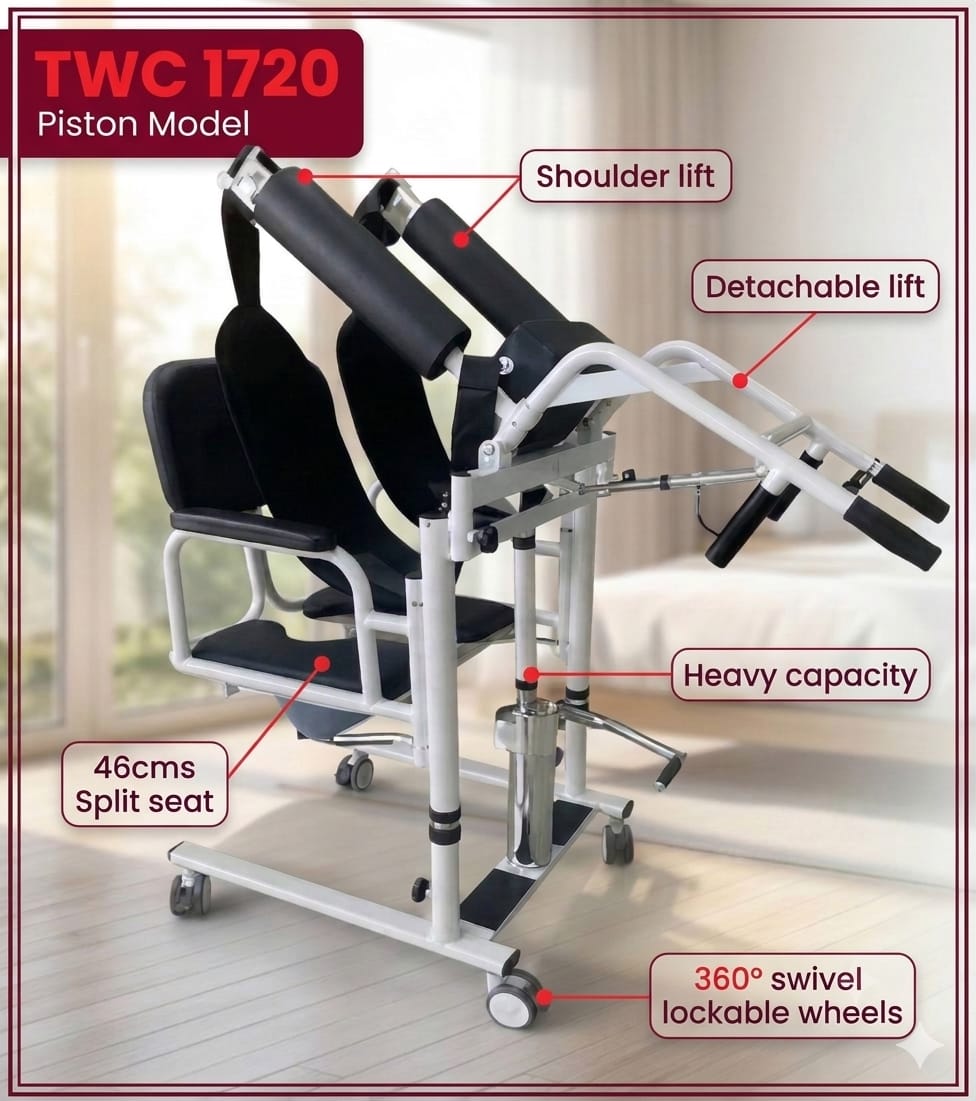 TWC 1720
Piston Model
Shoulder lift
Detachable lift
Heavy capacity
46cms
Split seat
360° swivel
lockable wheels